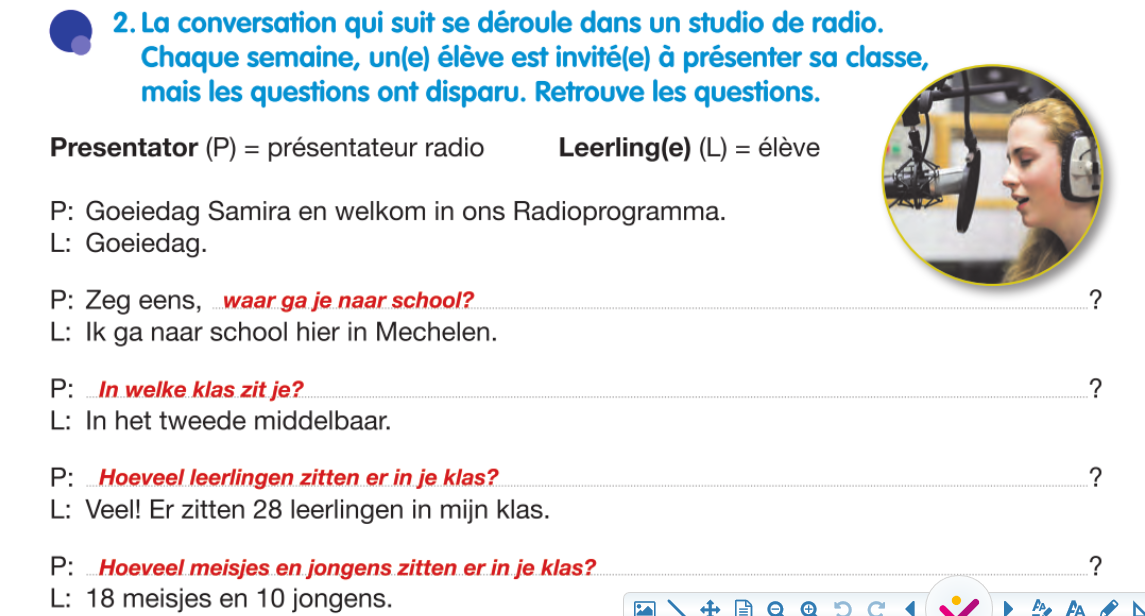 2. La conversation qui suit se déroule dans un studio de radio.
Chaque semaine, un(e) élève est invité(e) à présenter sa classe,
mais les questions ont disparu. Retrouve les questions.
Presentator (P) = présentateur radio Leerling(e) (L) = élève
P: Goeiedag Samira en welkom in ons Radioprogramma.
L: Goeiedag.
P: Zeg eens, waar ga je naar school? ?
L: Ik ga naar school hier in Mechelen.
P: In welke klas zit je? ?
L: In het tweede middelbaar.
P: Hoeveel leerlingen zitten er in je klas? ?
L: Veel! Er zitten 28 leerlingen in mijn klas.
P: Hoeveel meisjes en jongens zitten er in je klas? ?
L: 18 meisjes en 10 jongens.